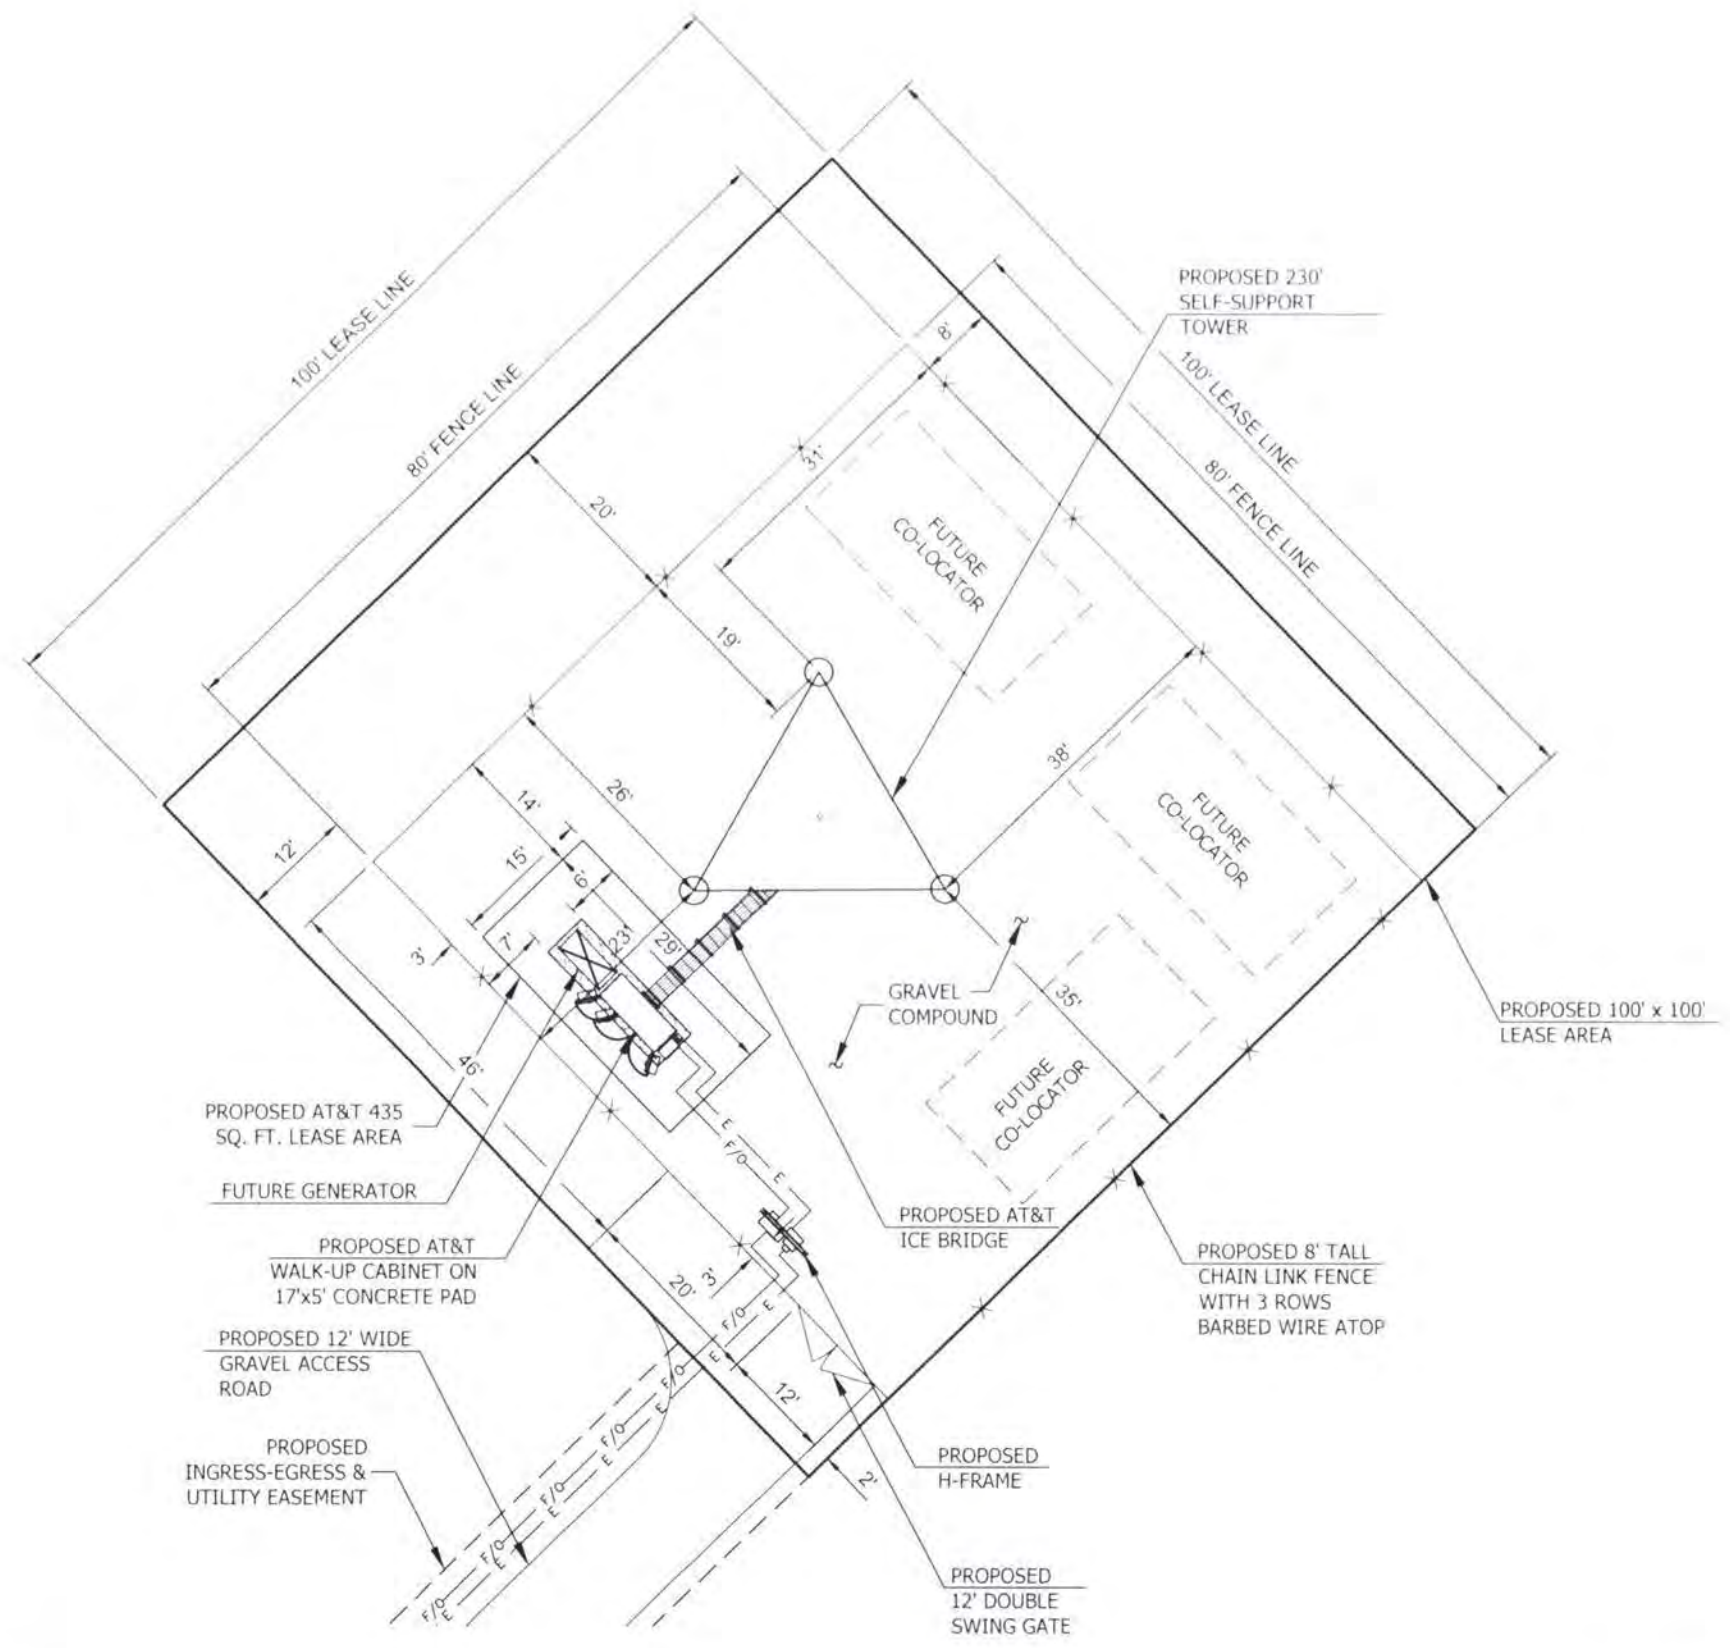 100' LEASE LINE
80' FENCE LINE
PROPOSED 230'
SELF-SUPPORT
TOWER
100' LEASE LINE
80' FENCE LINE
8'
31'
20'
19'
FUTURE
CO-LOCATOR
38'
FUTURE
CO-LOCATOR
26'
14'
15'
6'
12'
7'
23'
29'
3'
GRAVEL
COMPOUND
35'
FUTURE
CO-LOCATOR
PROPOSED 100' x 100'
LEASE AREA
46'
PROPOSED AT&T 435
SQ. FT. LEASE AREA
FUTURE GENERATOR
PROPOSED AT&T
WALK-UP CABINET ON
17'x5' CONCRETE PAD
PROPOSED 12' WIDE
GRAVEL ACCESS
ROAD
PROPOSED
INGRESS-EGRESS &
UTILITY EASEMENT
E
F/O
E
PROPOSED AT&T
ICE BRIDGE
PROPOSED 8' TALL
CHAIN LINK FENCE
WITH 3 ROWS
BARBED WIRE ATOP
20'
3'
F/O
E
E
F/O
E
F/O
E
F/O
E
F/O
E
F/O
E
12'
2'
PROPOSED
H-FRAME
PROPOSED
12' DOUBLE
SWING GATE